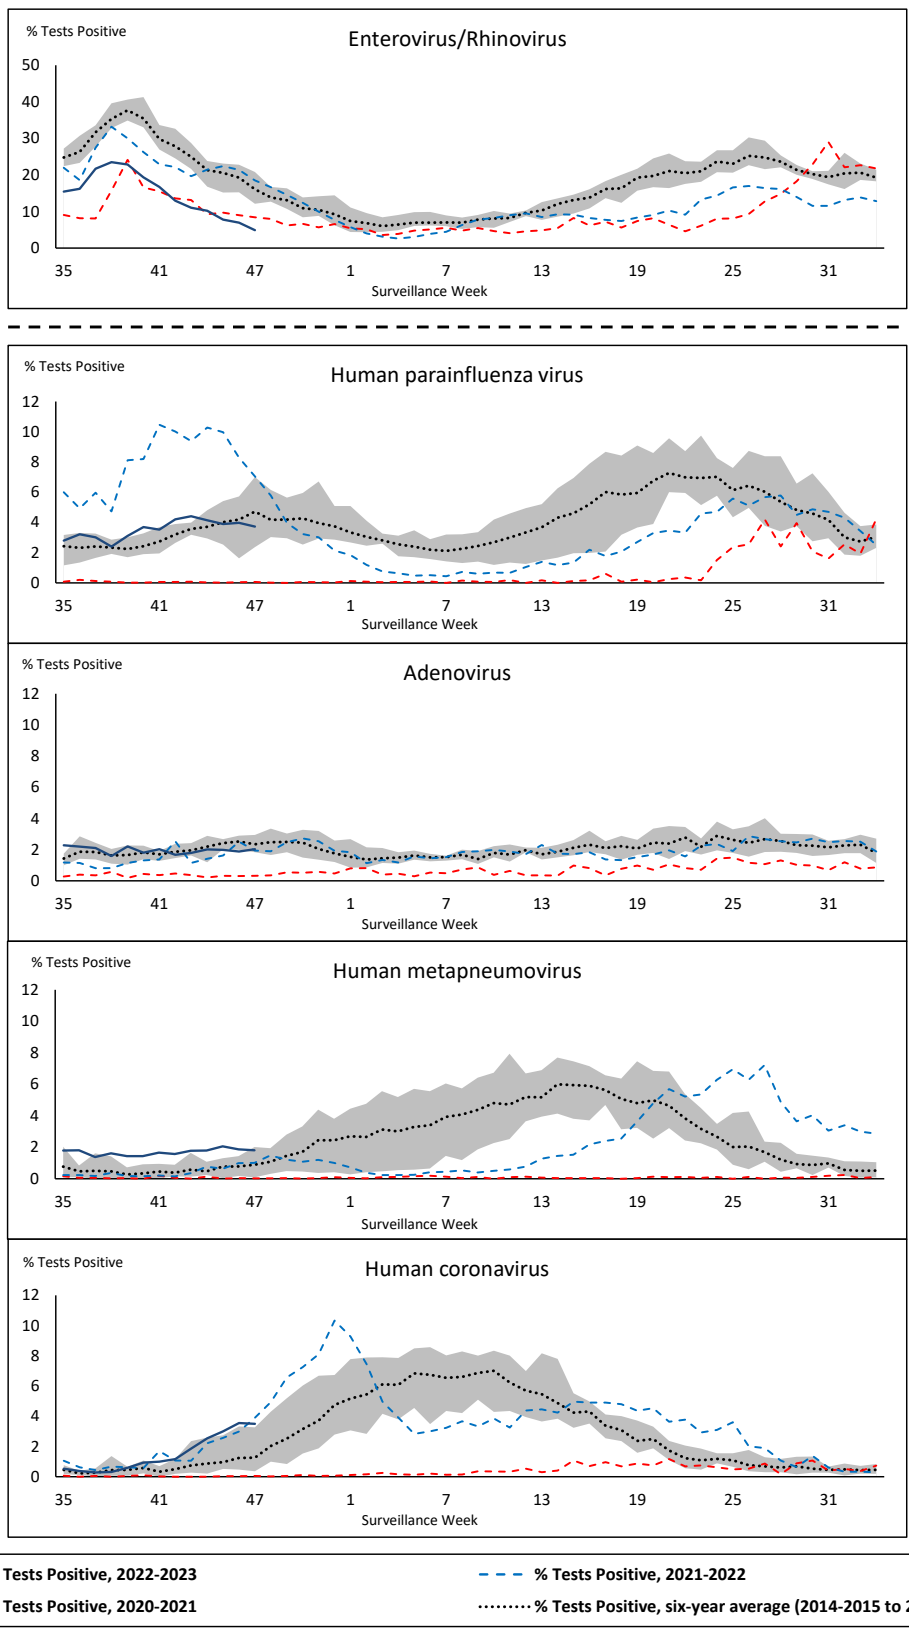 % Tests Positive
Enterovirus/Rhinovirus
50
40
30
20
10
0
35 41 47 1 7 13 19 25 31
Surveillance Week
% Tests Positive
Human parainfluenza virus
12
10
8
6
4
2
0
35 41 47 1 7 13 19 25 31
Surveillance Week
% Tests Positive
Adenovirus
12
10
8
6
4
2
0
35 41 47 1 7 13 19 25 31
Surveillance Week
% Tests Positive
Human metapneumovirus
12
10
8
6
4
2
0
35 41 47 1 7 13 19 25 31
Surveillance Week
% Tests Positive
Human coronavirus
12
10
8
6
4
2
0
35 41 47 1 7 13 19 25 31
Surveillance Week
Tests Positive, 2022-2023 % Tests Positive, 2021-2022
Tests Positive, 2020-2021 % Tests Positive, six-year average (2014-2015 to